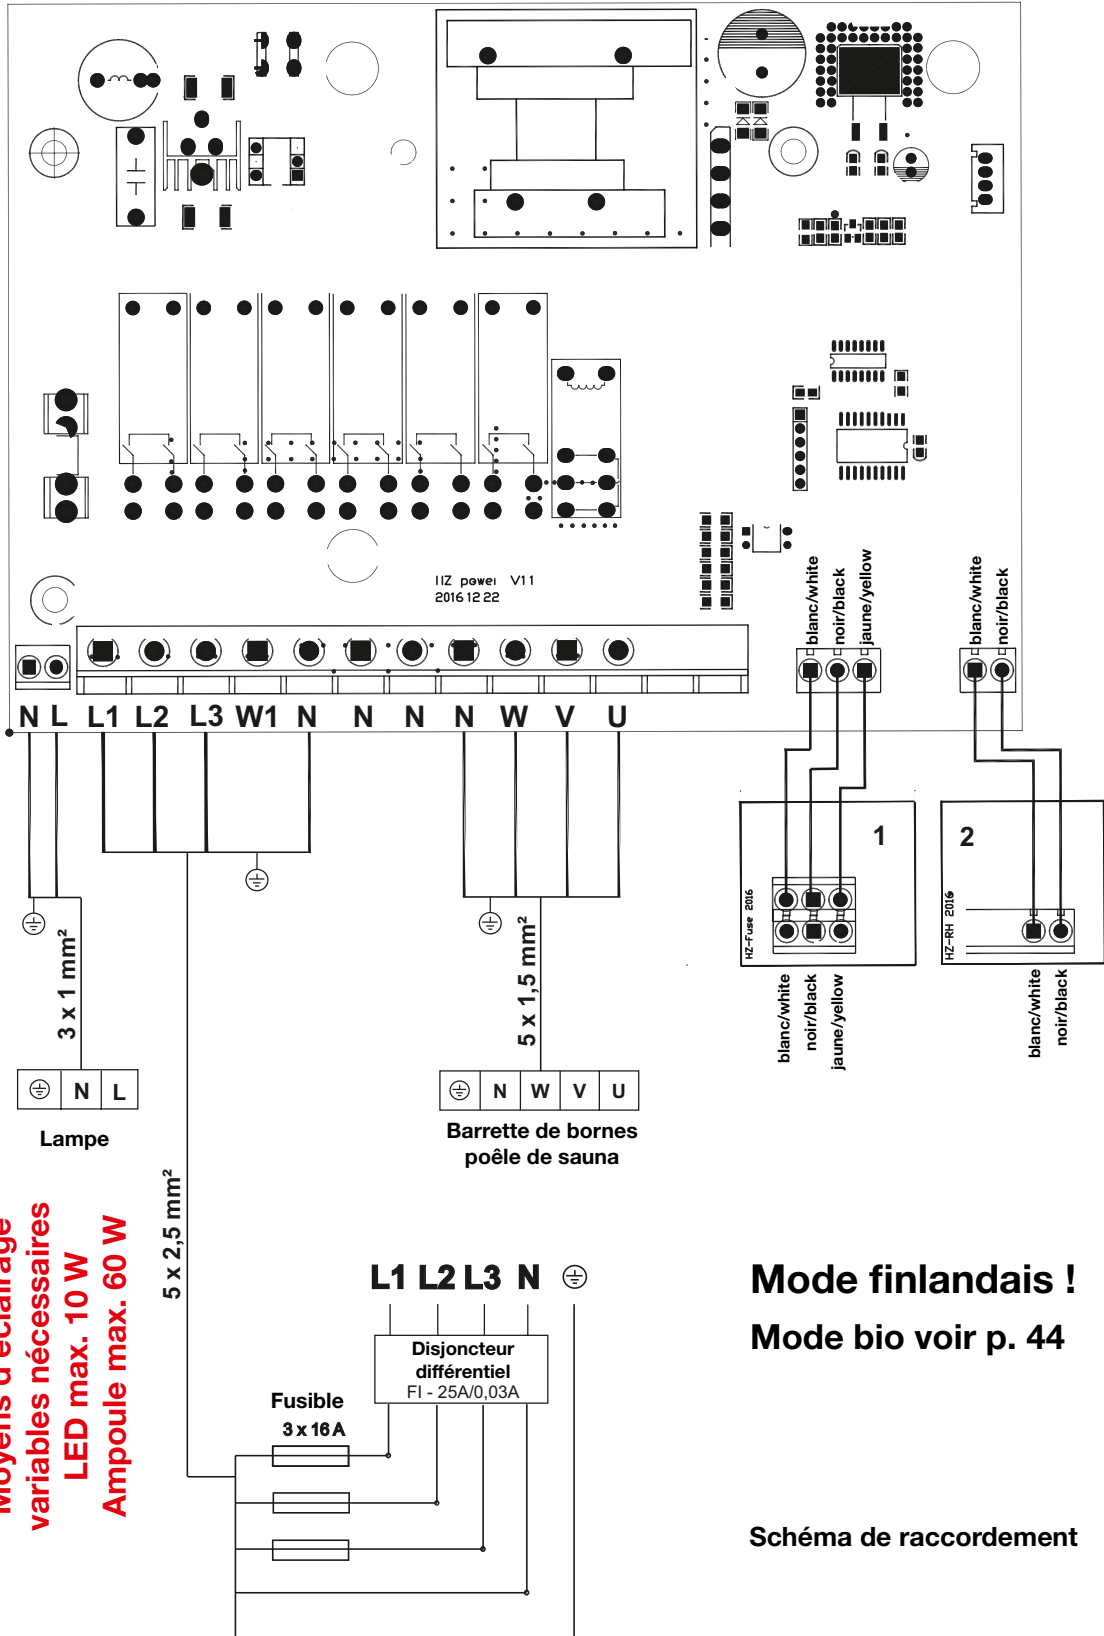 HZ power V11
2016 12 22
blanc/white
noir/black
jaune/yellow
blanc/white
noir/black
N L L1 L2 L3 W1 N N N N W V U
1
HZ-Fuse 2016
2
HZ-RH 2016
blanc/white
noir/black
jaune/yellow
blanc/white
noir/black
3 x 1 mm²
5 x 1,5 mm²
N L
Lampe
N W V U
Barrette de bornes
poêle de sauna
5 x 2,5 mm²
Moyens d'éclairage
variables nécessaires
LED max. 10 W
Ampoule max. 60 W
L1 L2 L3 N
Disjoncteur
différentiel
FI - 25A/0,03A
Fusible
3 x 16 A
Mode finlandais !
Mode bio voir p. 44
Schéma de raccordement